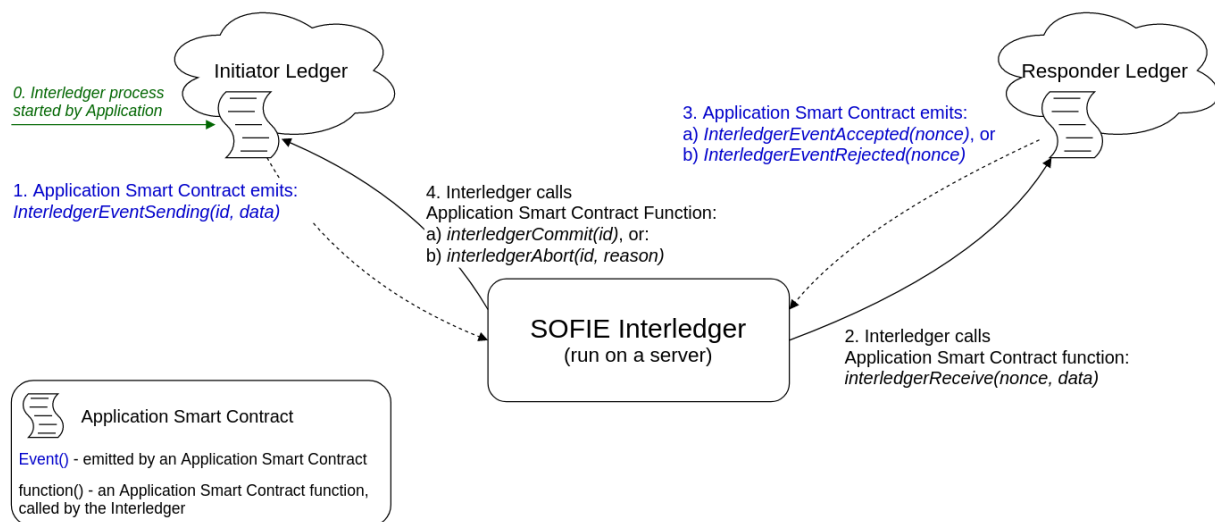 Initiator Ledger
Responder Ledger
0. Interledger process
started by Application
1. Application Smart Contract emits:
InterledgerEventSending(id, data)
3. Application Smart Contract emits:
a) InterledgerEventAccepted(nonce), or
b) InterledgerEventRejected(nonce)
4. Interledger calls
Application Smart Contract Function:
a) interledgerCommit(id), or:
b) interledgerAbort(id, reason)
SOFIE Interledger
(run on a server)
2. Interledger calls
Application Smart Contract function:
interledgerReceive(nonce, data)
Application Smart Contract
Event() - emitted by an Application Smart Contract
function() - an Application Smart Contract function,
called by the Interledger